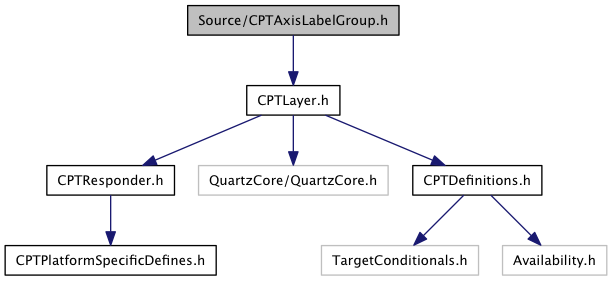 Source/CPTAxisLabelGroup.h
CPTLayer.h
CPTResponder.h
QuartzCore/QuartzCore.h
CPTDefinitions.h
CPTPlatformSpecificDefines.h
TargetConditionals.h
Availability.h